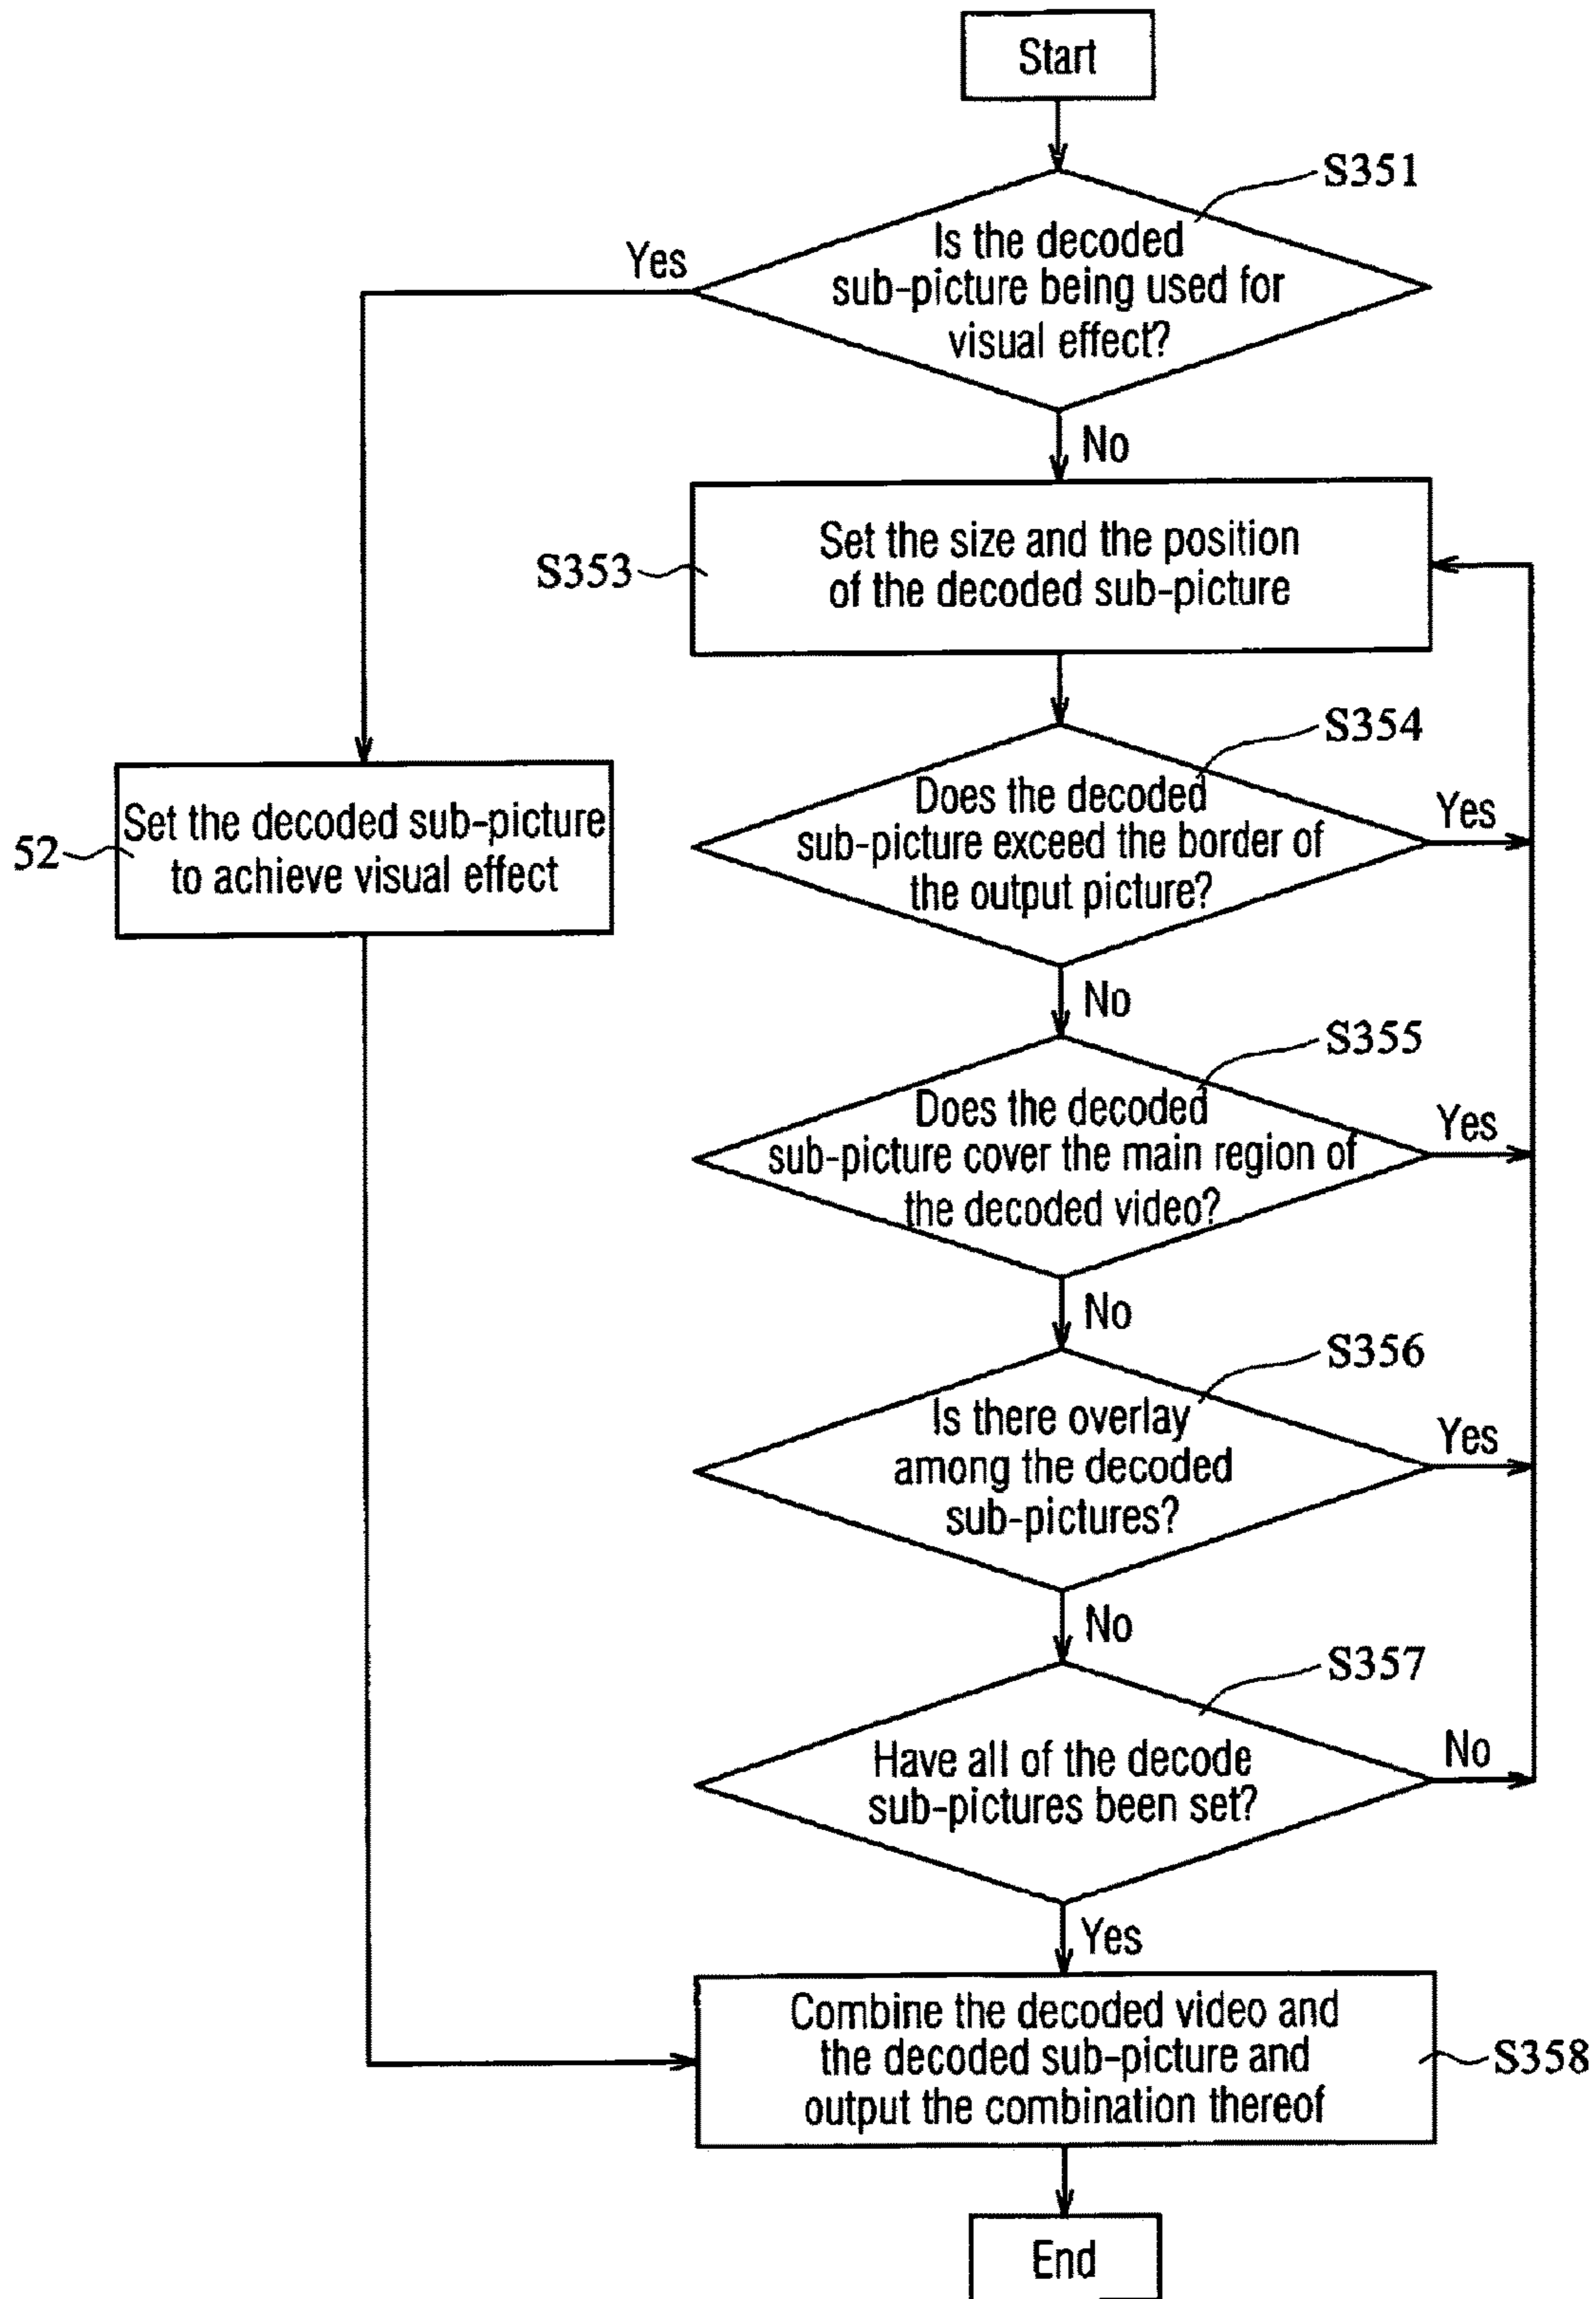 Start
S351
Is the decoded
sub-picture being used for
visual effect?
Yes
No
Set the size and the position
of the decoded sub-picture
S353
S354
Does the decoded
sub-picture exceed the border of
the output picture?
Yes
Set the decoded sub-picture
to achieve visual effect
52
No
S355
Does the decoded
sub-picture cover the main region of
the decoded video?
Yes
No
S356
Is there overlay
among the decoded
sub-pictures?
Yes
No
S357
Have all of the decode
sub-pictures been set?
No
Yes
Combine the decoded video and
the decoded sub-picture and
output the combination thereof
S358
End